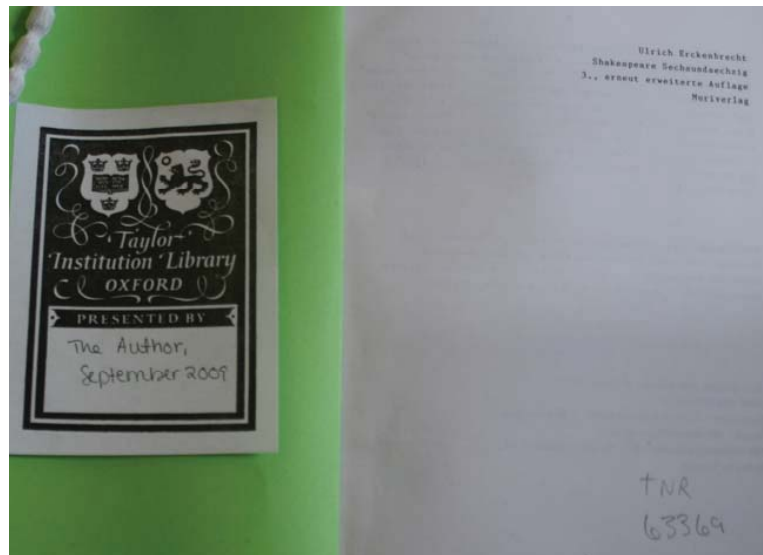 Taylor
Institution Library
OXFORD
PRESENTED BY
The Author,
September 2009
Ulrich Erckenbrecht
Shakespeare Sechsundsechzig
3., erneut erweiterte Auflage
Muriverlag
† NR
63369